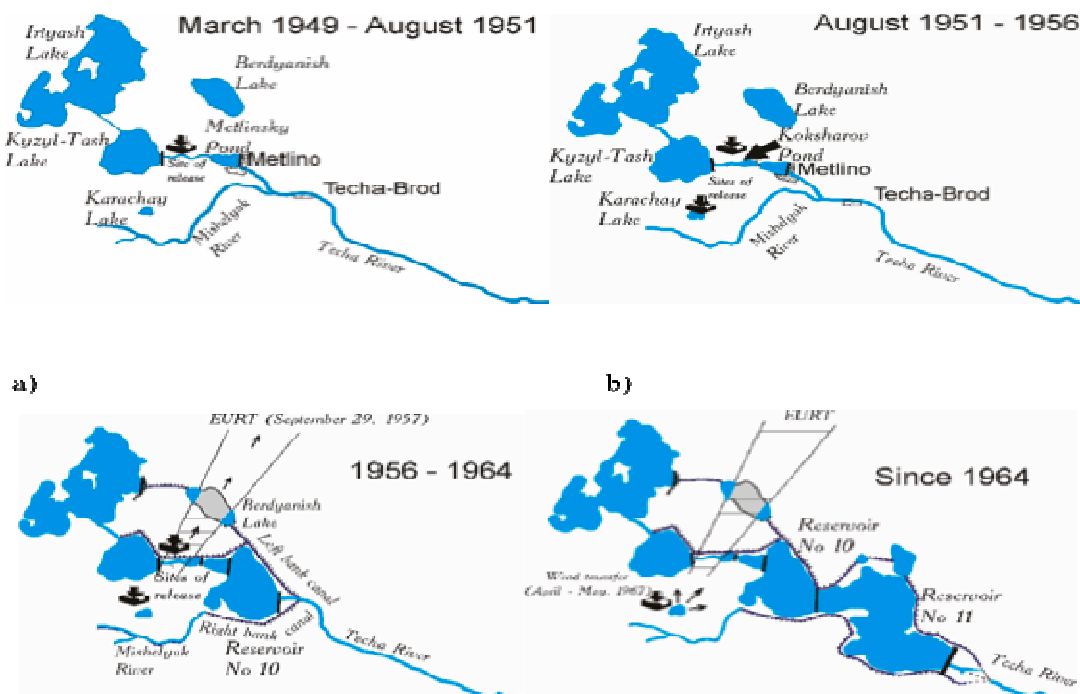 March 1949 - August 1951
Irtyash
Lake
Berdyanish
Lake
Metlinsky
Pond
Kyzyl-Tash
Lake
Sites of
release
Metlino
Karachay
Lake
Techa-Brod
Mishelyak
River
Techa River
August 1951 - 1956
Irtyash
Lake
Berdyanish
Lake
Koksharov
Pond
Kyzyl-Tash
Lake
Sites of
release
Metlino
Karachay
Lake
Techa-Brod
Mishelyak
River
Techa River
a)
b)
EURT (September 29, 1957)
1956 - 1964
Berdyanish
Lake
Left bank canal
Sites of
release
Right bank canal
Mishelyak
River
Reservoir
No 10
Techa River
EURT
Since 1964
Reservoir
No 10
Wind transfer
(April - May, 1967)
Reservoir
No 11
Techa River